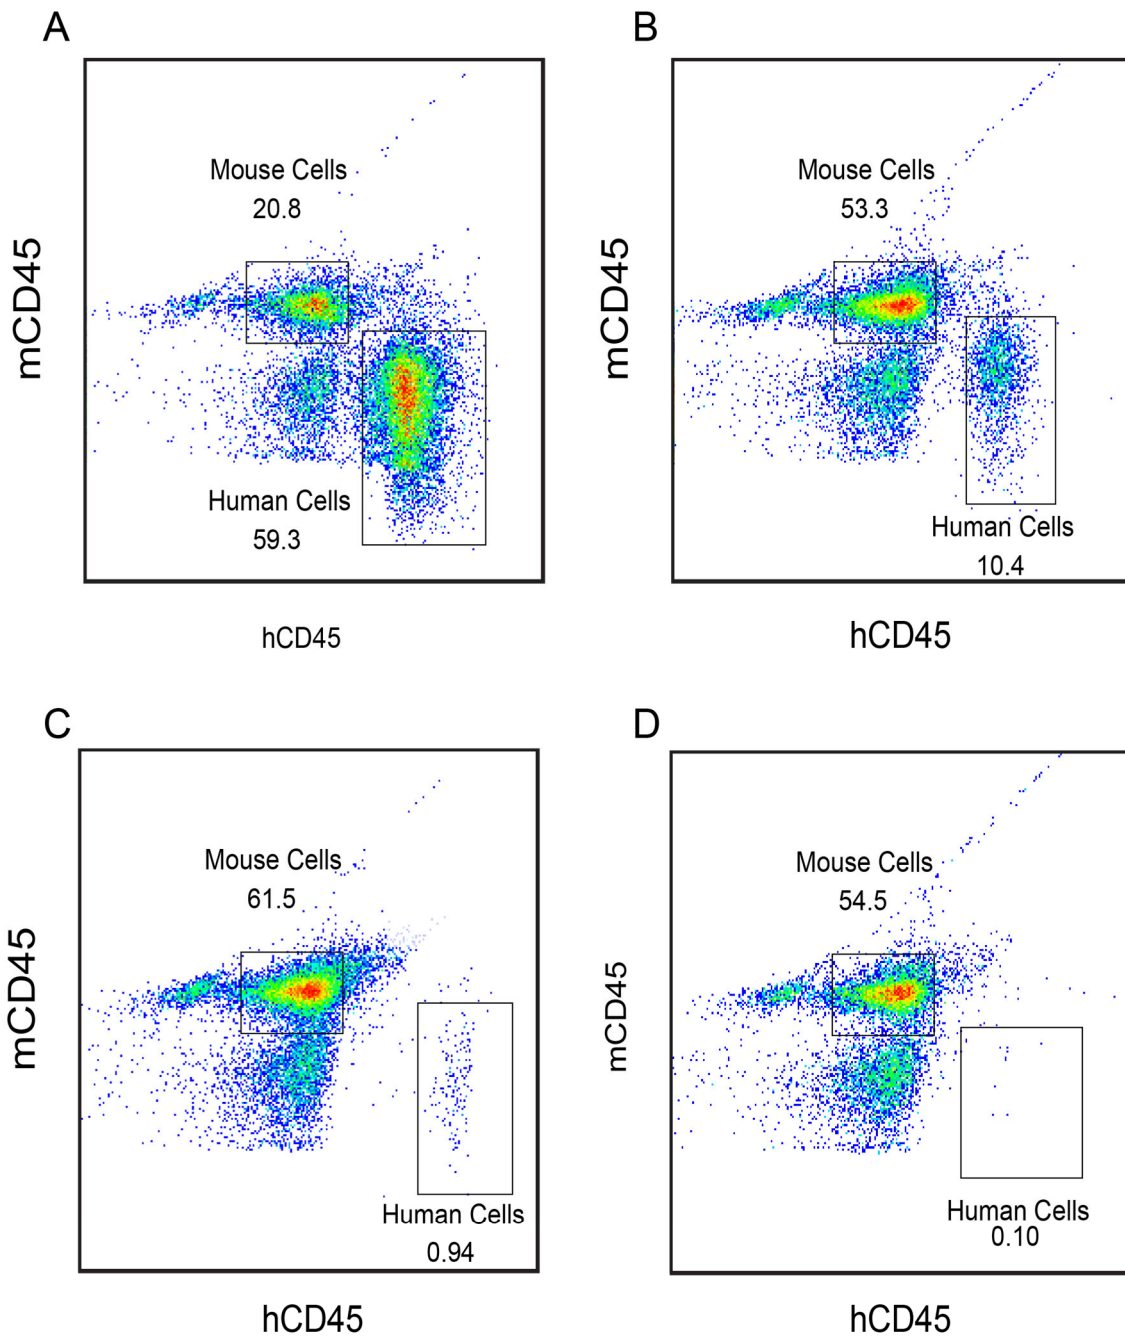 A
Mouse Cells
20.8
mCD45
Human Cells
59.3
hCD45
B
Mouse Cells
53.3
mCD45
Human Cells
10.4
hCD45
C
Mouse Cells
61.5
mCD45
Human Cells
0.94
hCD45
D
Mouse Cells
54.5
mCD45
Human Cells
0.10
hCD45